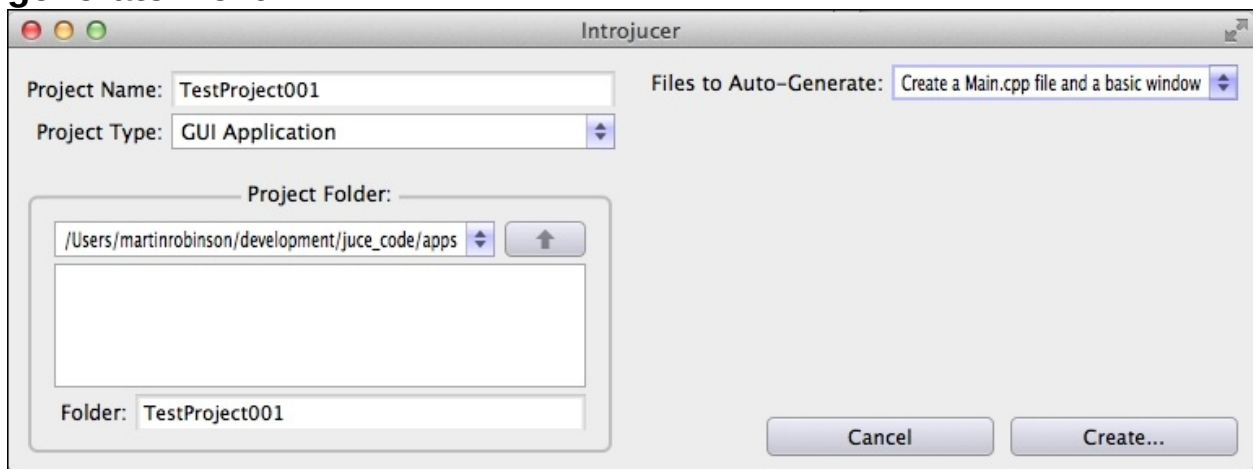 Introjucer
Project Name: TestProject001
Files to Auto-Generate: Create a Main.cpp file and a basic window
Project Type: GUI Application
Project Folder:
/Users/martinrobinson/development/juce_code/apps
Folder: TestProject001
Cancel
Create...